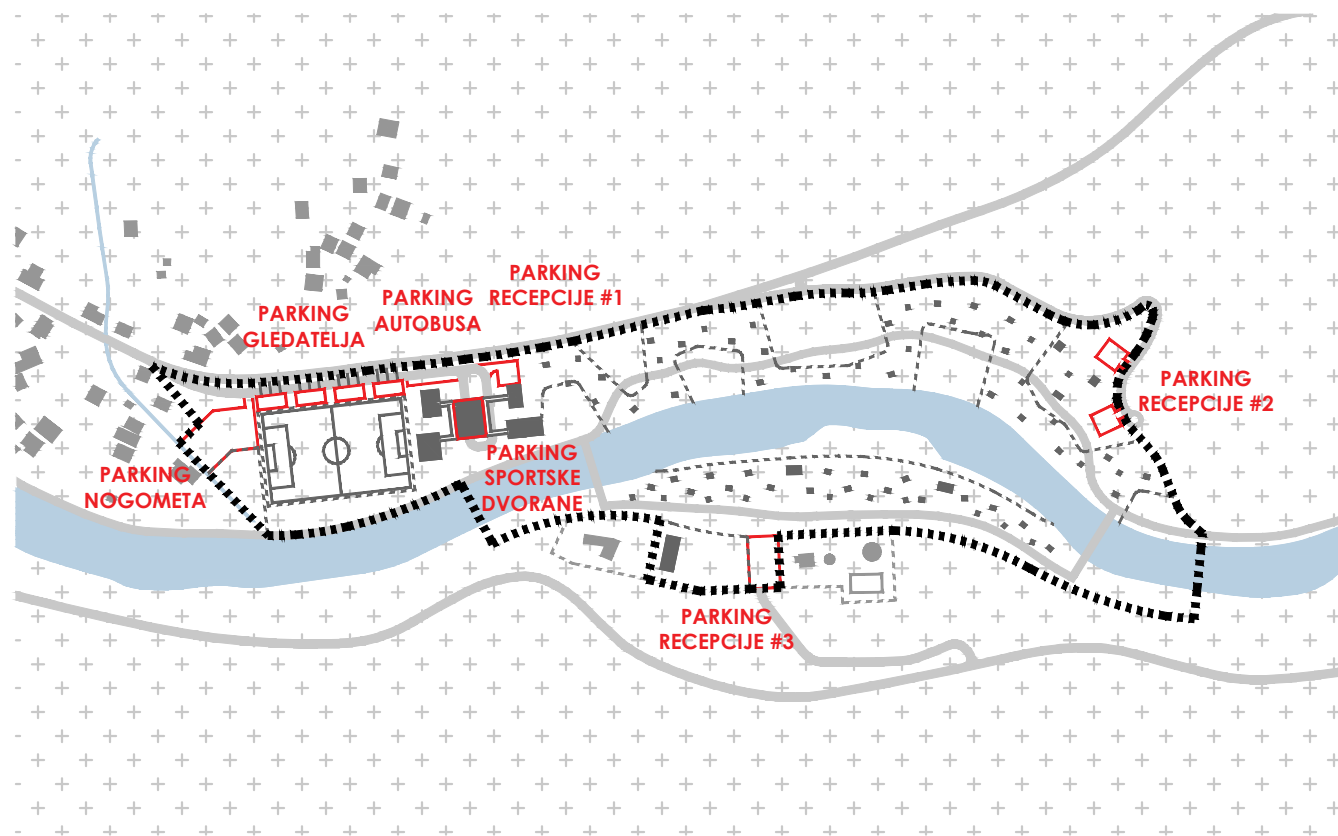 PARKING
RECEPCIJE #1
PARKING
AUTOBUSA
PARKING
GLEDATELJA
PARKING
RECEPCIJE #2
PARKING
SPORTSKE
DVORANE
PARKING
NOGOMETA
PARKING
RECEPCIJE #3